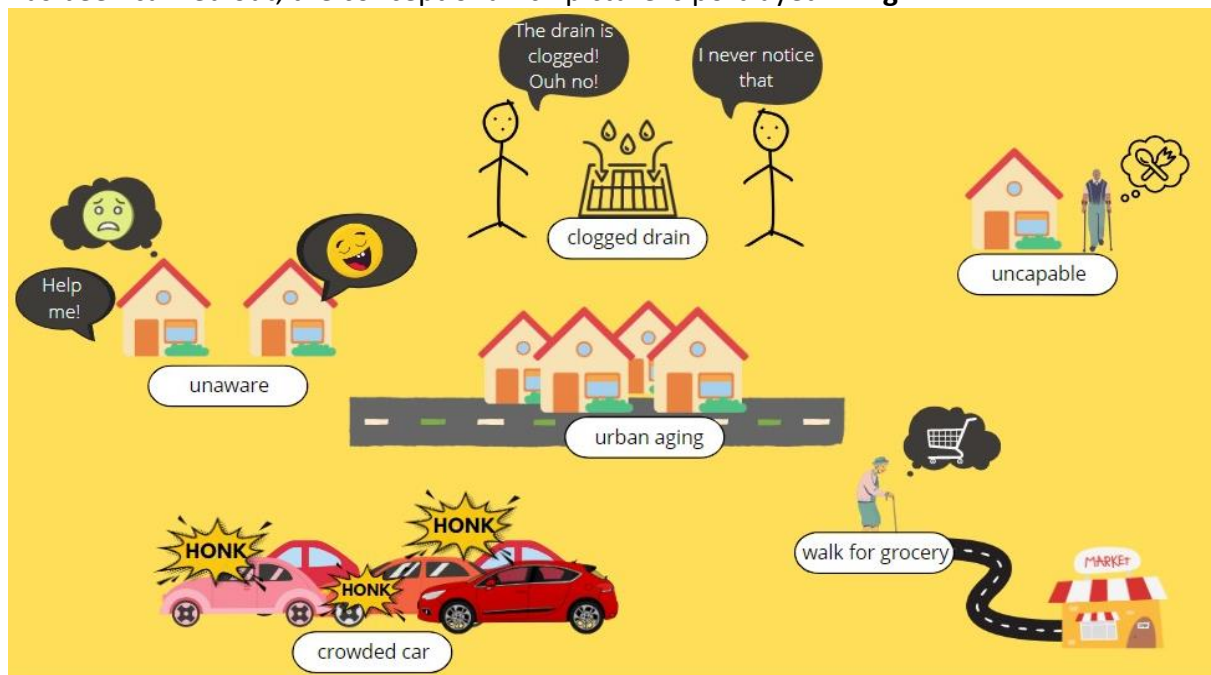 The drain is
clogged!
Ouh no!
I never notice
that
clogged drain
uncapable
Help
me!
unaware
urban aging
HONK
HONK
HONK
crowded car
walk for grocery
MARKET